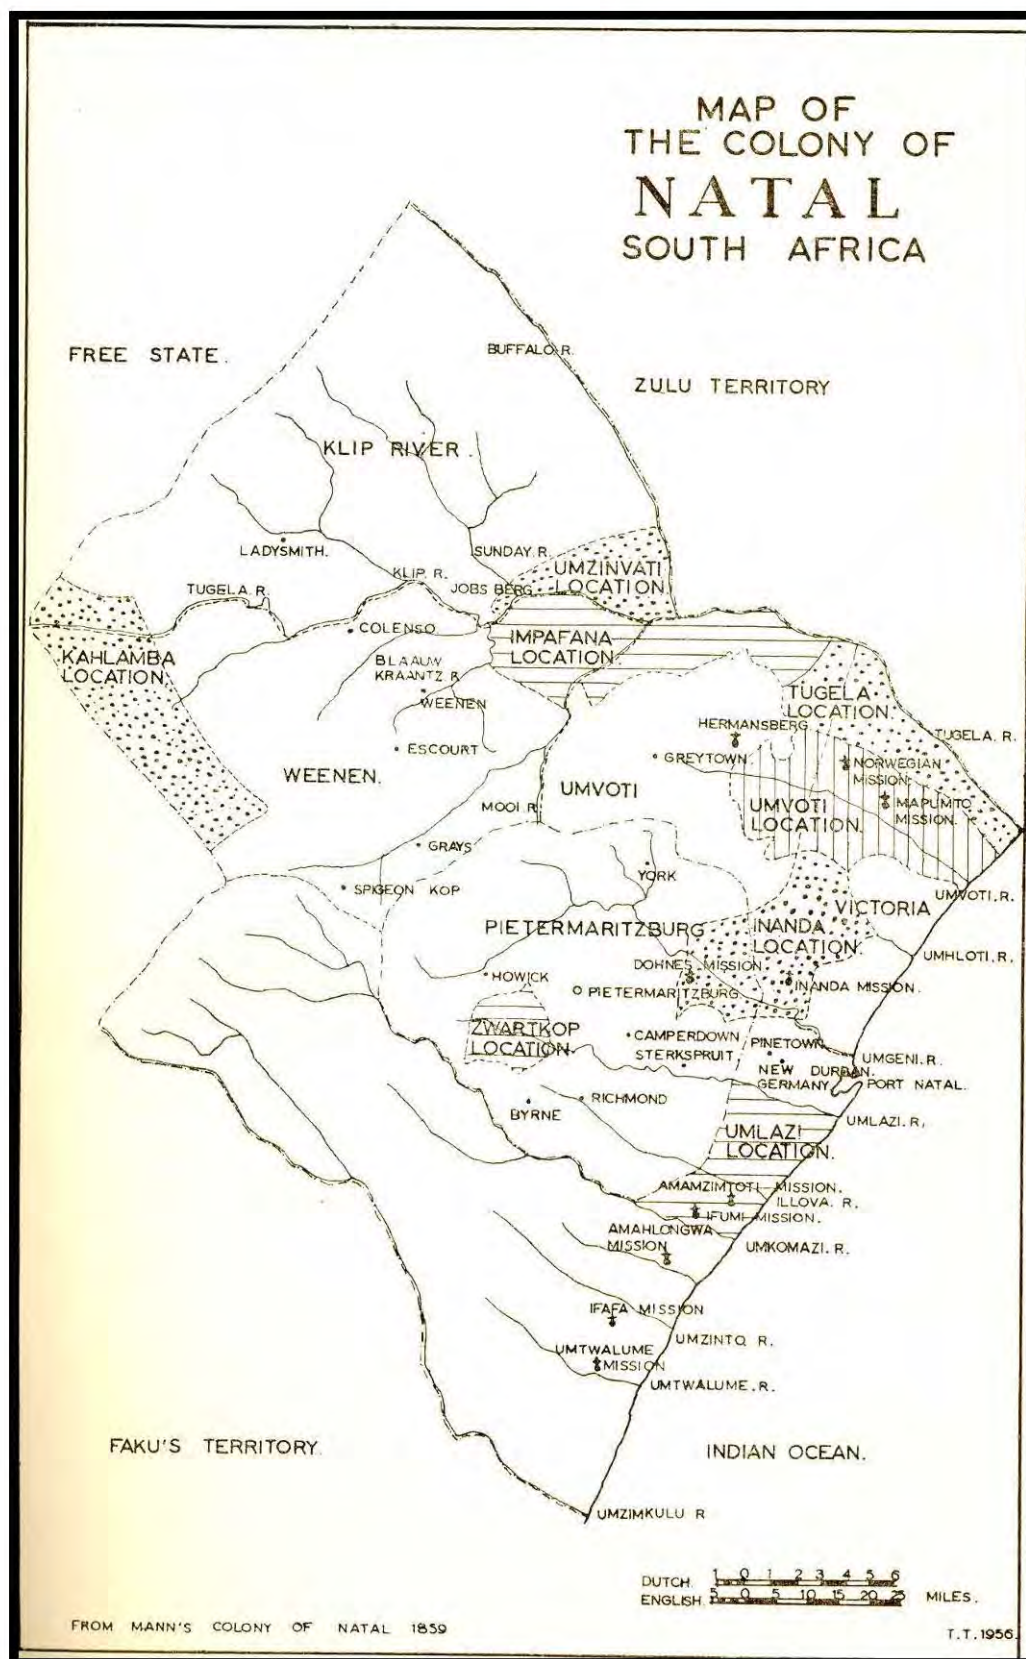 MAP OF
THE COLONY OF
NATAL
SOUTH AFRICA
FREE STATE.
BUFFALO R.
ZULU TERRITORY
KLIP RIVER.
LADYSMITH.
SUNDAY R.
UMZINVATI
LOCATION.
KLIP. R.
JOBS BERG
TUGELA. R.
COLENSO
IMPAFANA
LOCATION.
KAHLAMBA
LOCATION.
BLAAUW
KRAANTZ R
WEENEN
TUGELA
LOCATION.
HERMANSBERG
TUGELA. R.
ESCOURT
GREYTOWN.
NORWEGIAN
MISSION.
WEENEN.
UMVOTI
MOOI R.
UMVOTI
LOCATION.
MAPUMTO
MISSION.
GRAYS
YORK
SPIGEON KOP
UMVOTI. R.
VICTORIA
PIETERMARITZBURG
INANDA
LOCATION.
UMHLOTI. R.
DOHNES MISSION.
HOWICK
INANDA MISSION.
PIETERMARITZBURG.
ZWARTKOP
LOCATION.
CAMPERDOWN
STERKSPRUIT
PINETOWN.
UMGENI. R.
NEW DURBAN.
GERMANY
PORT NATAL.
BYRNE
RICHMOND
UMLAZI. R.
UMLAZI
LOCATION.
AMAMZIMTOTI MISSION.
ILLOVA. R.
IFUMI MISSION.
AMAHLONGWA
MISSION
UMKOMAZI. R.
IFAFA MISSION
UMZINTO R.
UMTWALUME
MISSION
UMTWALUME. R.
FAKU'S TERRITORY.
INDIAN OCEAN.
UMZIMKULU R
DUTCH. 1 0 1 2 3 4 5 6
ENGLISH. 5 0 5 10 15 20 25 MILES.
FROM MANN'S COLONY OF NATAL 1859
T.T. 1956.